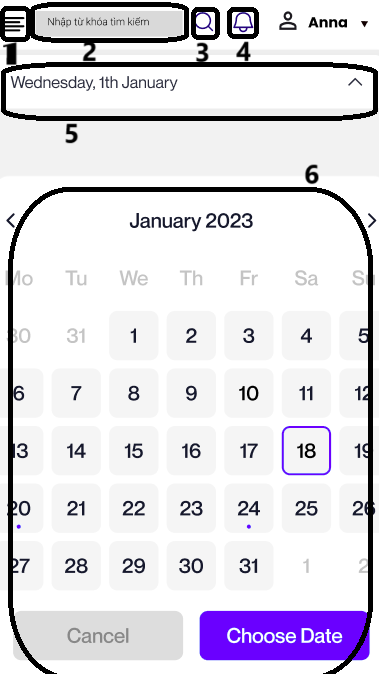 Nhập từ khóa tìm kiếm
Anna
1 2 3 4
Wednesday, 1th January
5
6
January 2023
Mo Tu We Th Fr Sa Su
30 31 1 2 3 4 5
6 7 8 9 10 11 12
13 14 15 16 17 18 19
20 21 22 23 24 25 26
27 28 29 30 31 1 2
Cancel Choose Date